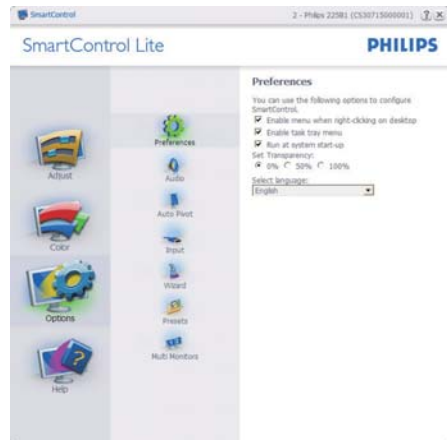 SmartControl
2 - Philips 225B1 (CS30715000001)
SmartControl Lite
PHILIPS
Adjust
Color
Options
Help
Preferences
Audio
Auto Pivot
Input
Wizard
Presets
Multi Monitors
Preferences
You can use the following options to configure
SmartControl.
Enable menu when right-clicking on desktop
Enable task tray menu
Run at system start-up
Set Transparency:
0% 50% 100%
Select language:
English